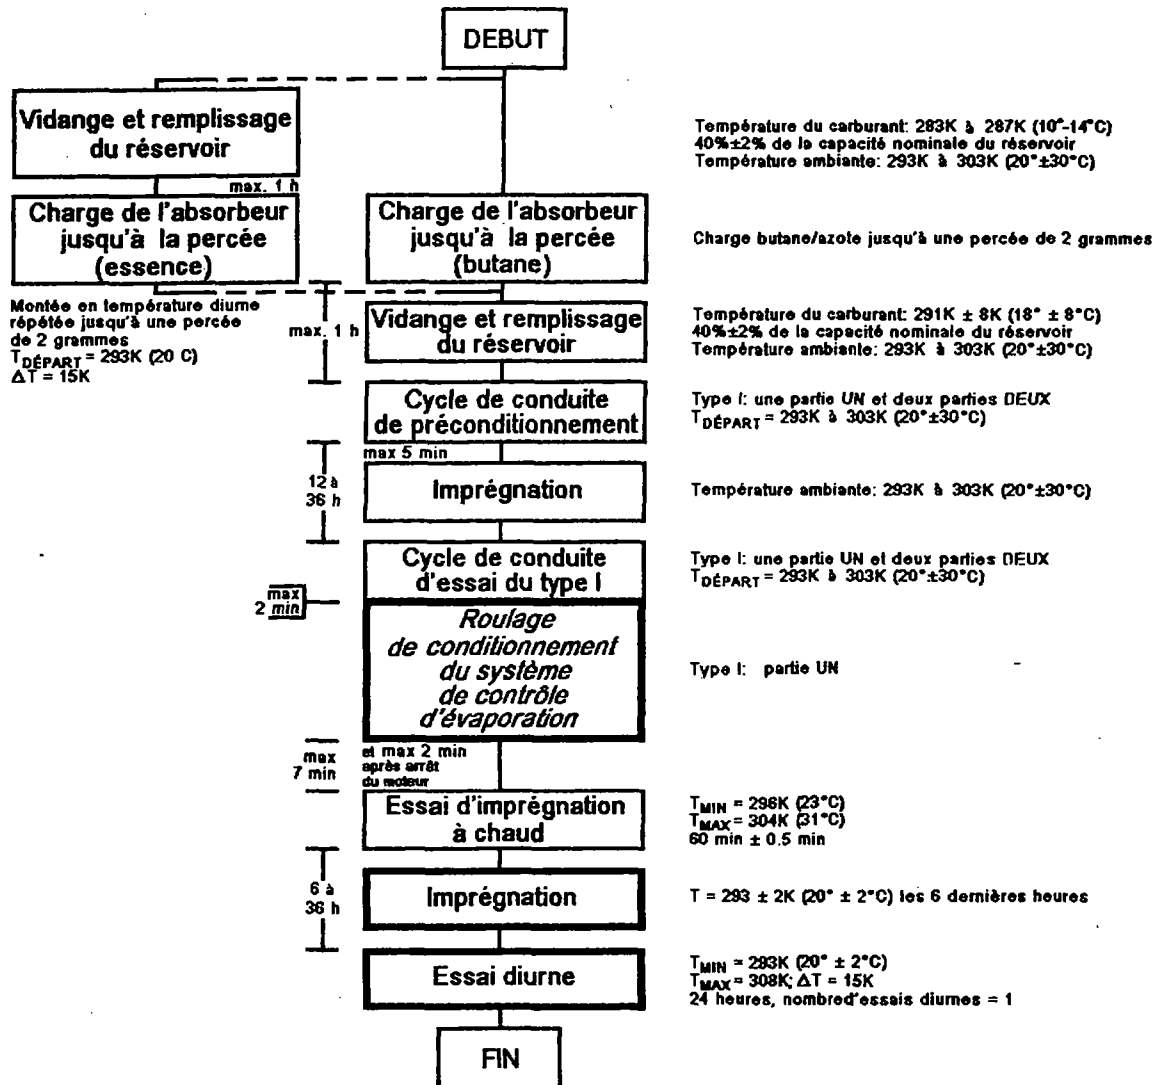 DEBUT
Vidange et remplissage
du réservoir
Température du carburant: 283K à 287K (10°-14°C)
40%±2% de la capacité nominale du réservoir
Température ambiante: 293K à 303K (20°±30°C)
max. 1 h
Charge de l'absorbeur
jusqu'à la percée
(essence)
Charge de l'absorbeur
jusqu'à la percée
(butane)
Charge butane/azote jusqu'à une percée de 2 grammes
Montée en température diurne
répétée jusqu'à une percée
de 2 grammes
TDÉPART = 293K (20 C)
ΔT = 15K
max. 1 h
Vidange et remplissage
du réservoir
Température du carburant: 291K ± 8K (18° ± 8°C)
40%±2% de la capacité nominale du réservoir
Température ambiante: 293K à 303K (20°±30°C)
Cycle de conduite
de préconditionnement
Type I: une partie UN et deux parties DEUX
TDÉPART = 293K à 303K (20°±30°C)
max 5 min
12 à
36 h
Imprégnation
Température ambiante: 293K à 303K (20°±30°C)
Cycle de conduite
d'essai du type I
Type I: une partie UN et deux parties DEUX
TDÉPART = 293K à 303K (20°±30°C)
max
2 min
Roulage
de conditionnement
du système
de contrôle
d'évaporation
Type I: partie UN
max
7 min
et max 2 min
après arrêt
du moteur
Essai d'imprégnation
à chaud
TMIN = 296K (23°C)
TMAX = 304K (31°C)
60 min ± 0.5 min
6 à
36 h
Imprégnation
T = 293 ± 2K (20° ± 2°C) les 6 dernières heures
Essai diurne
TMIN = 293K (20° ± 2°C)
TMAX = 308K; ΔT = 15K
24 heures, nombred'essais diurnes = 1
FIN